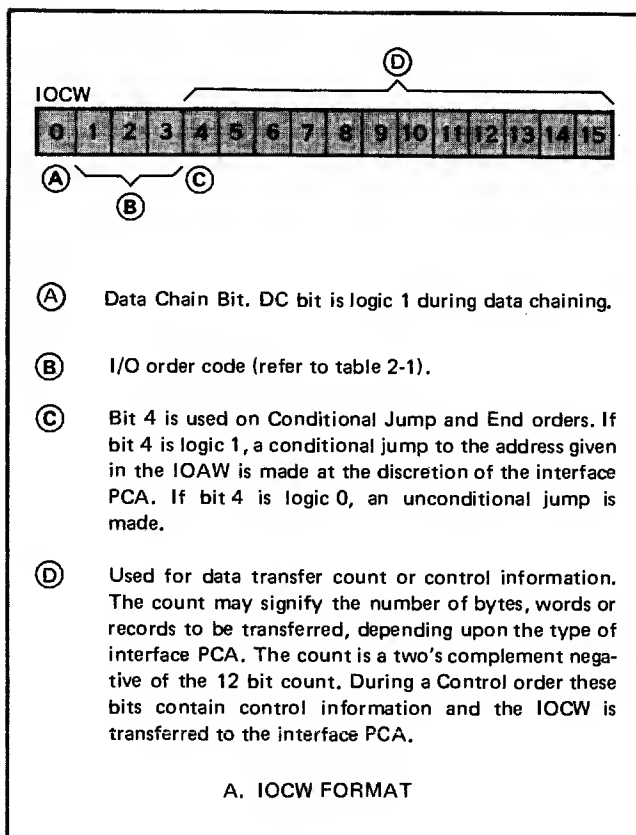 D
IOCW
0 1 2 3 4 5 6 7 8 9 10 11 12 13 14 15
A C
B
A Data Chain Bit. DC bit is logic 1 during data chaining.
B I/O order code (refer to table 2-1).
C Bit 4 is used on Conditional Jump and End orders. If
bit 4 is logic 1, a conditional jump to the address given
in the IOAW is made at the discretion of the interface
PCA. If bit 4 is logic 0, an unconditional jump is
made.
D Used for data transfer count or control information.
The count may signify the number of bytes, words or
records to be transferred, depending upon the type of
interface PCA. The count is a two's complement nega-
tive of the 12 bit count. During a Control order these
bits contain control information and the IOCW is
transferred to the interface PCA.
A. IOCW FORMAT